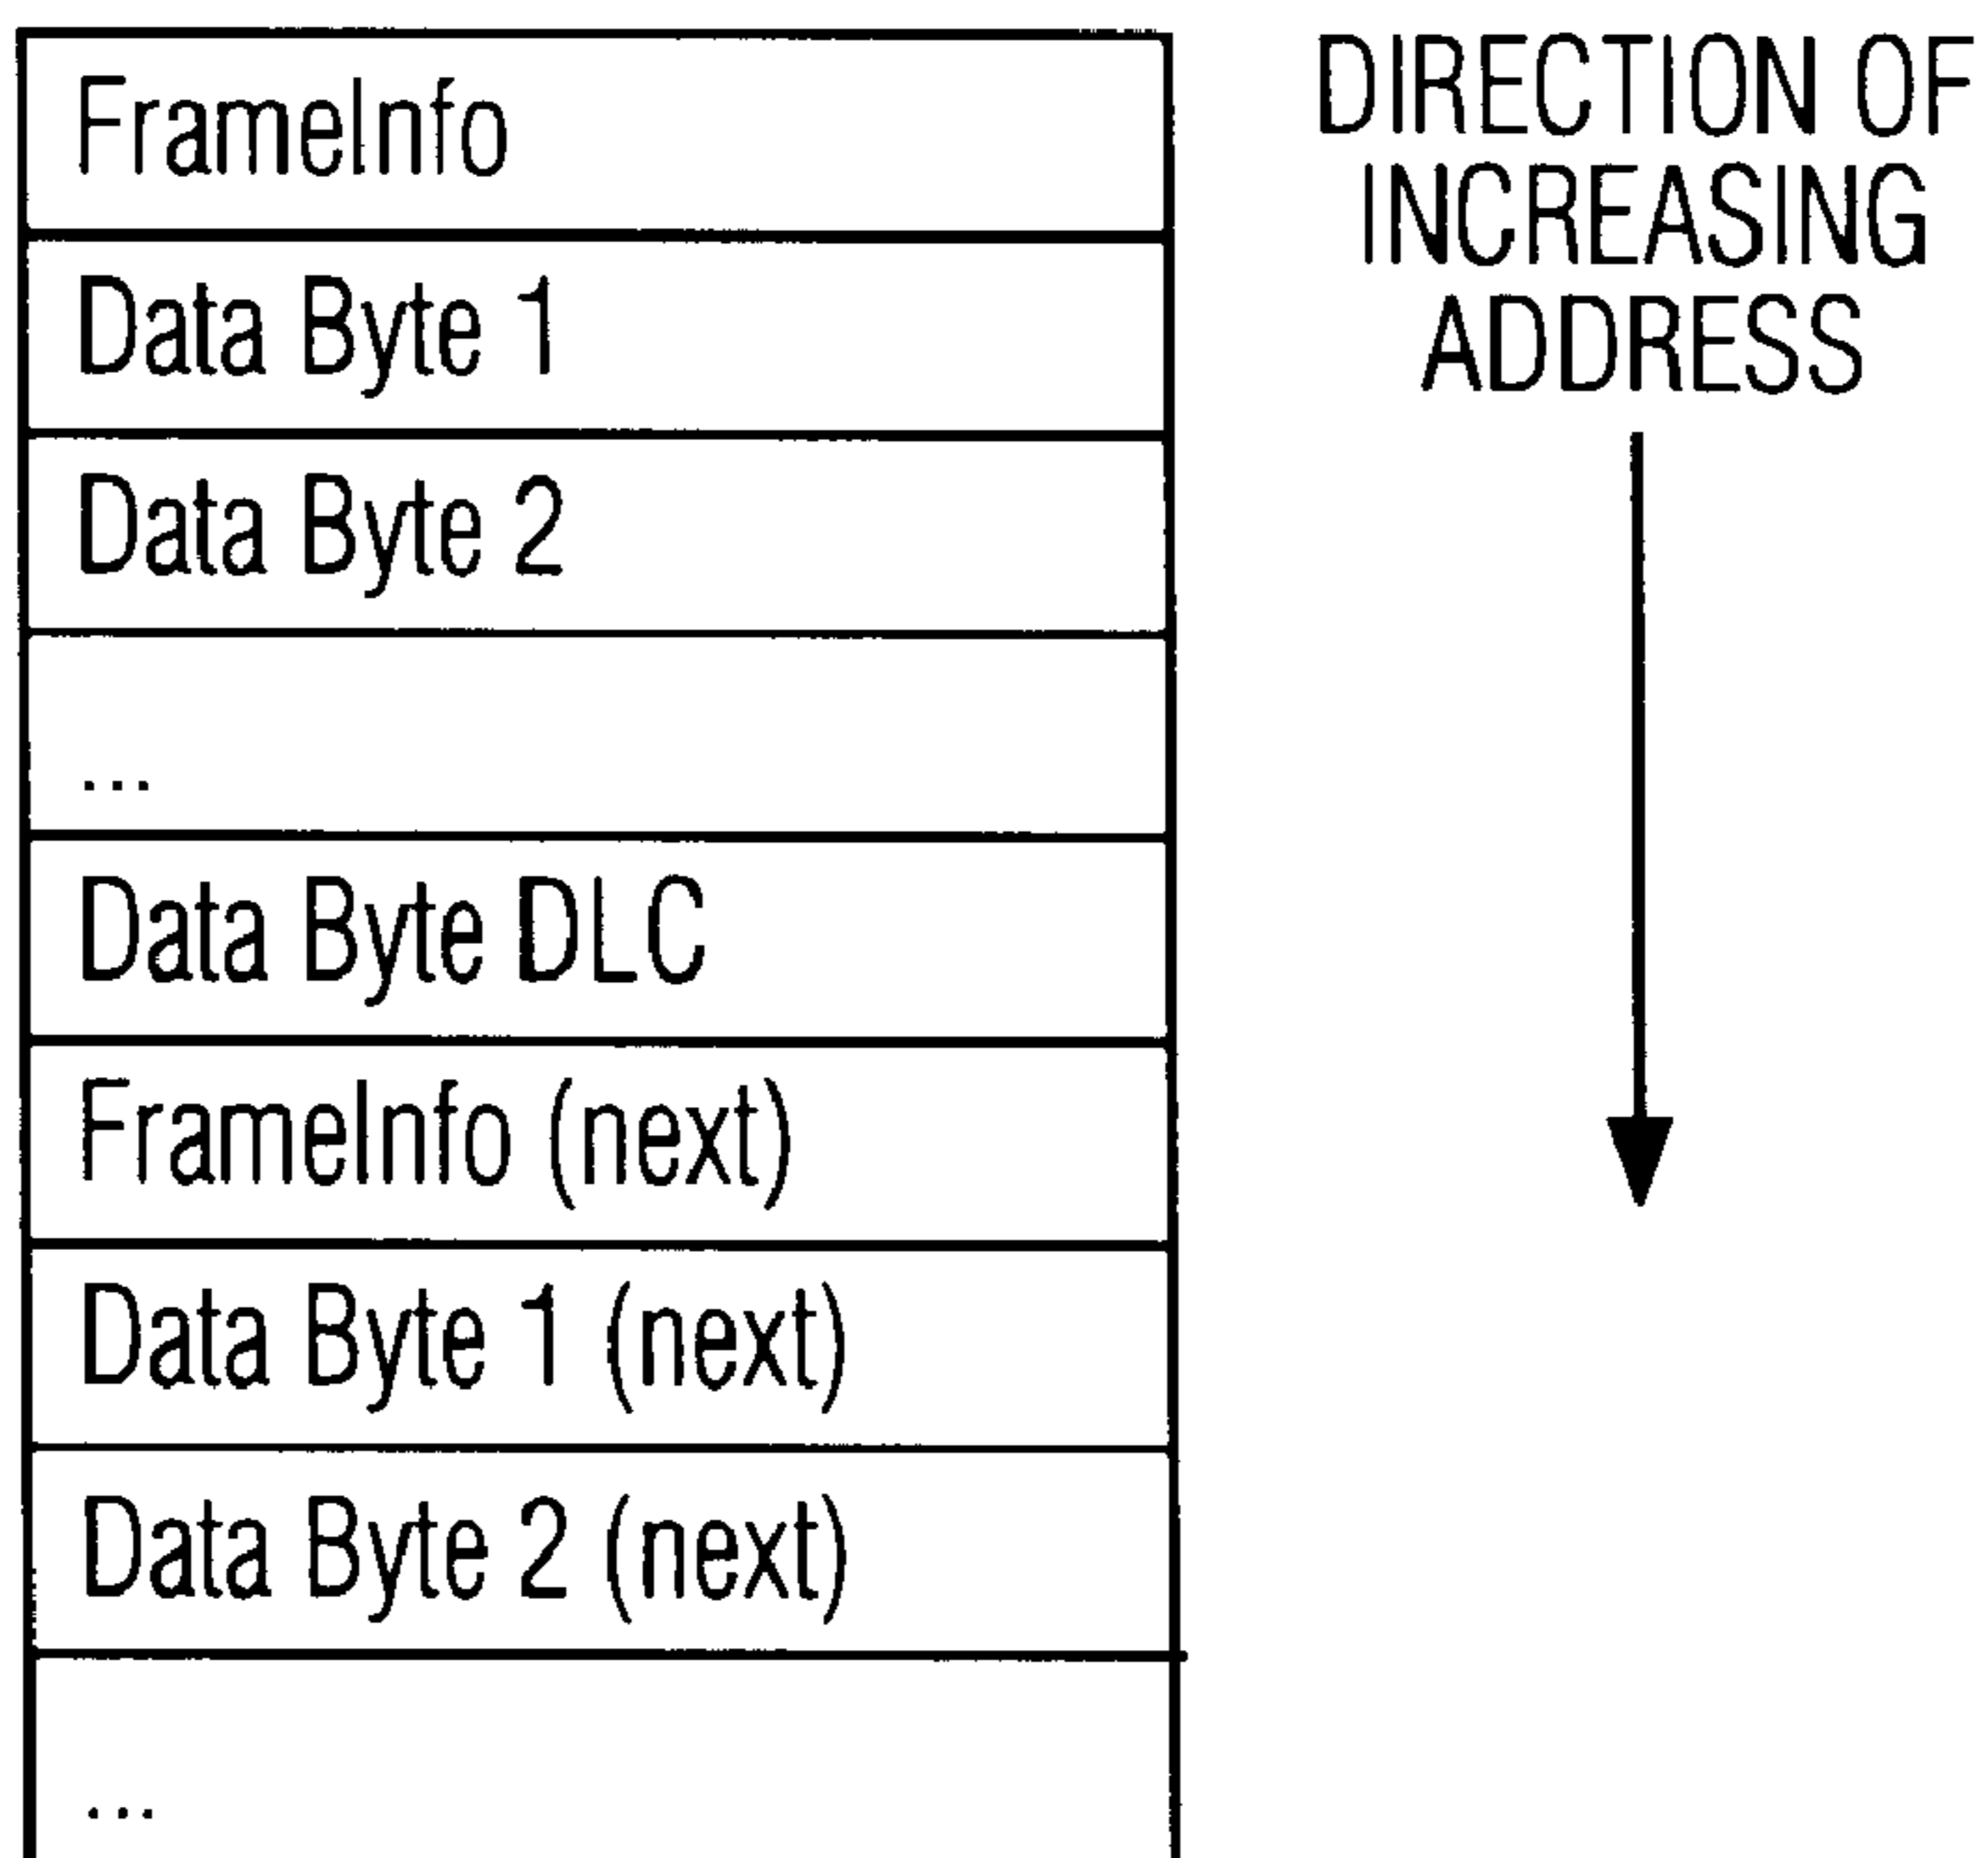 FrameInfo
Data Byte 1
Data Byte 2
...
Data Byte DLC
FrameInfo (next)
Data Byte 1 (next)
Data Byte 2 (next)
...
DIRECTION OF
INCREASING
ADDRESS